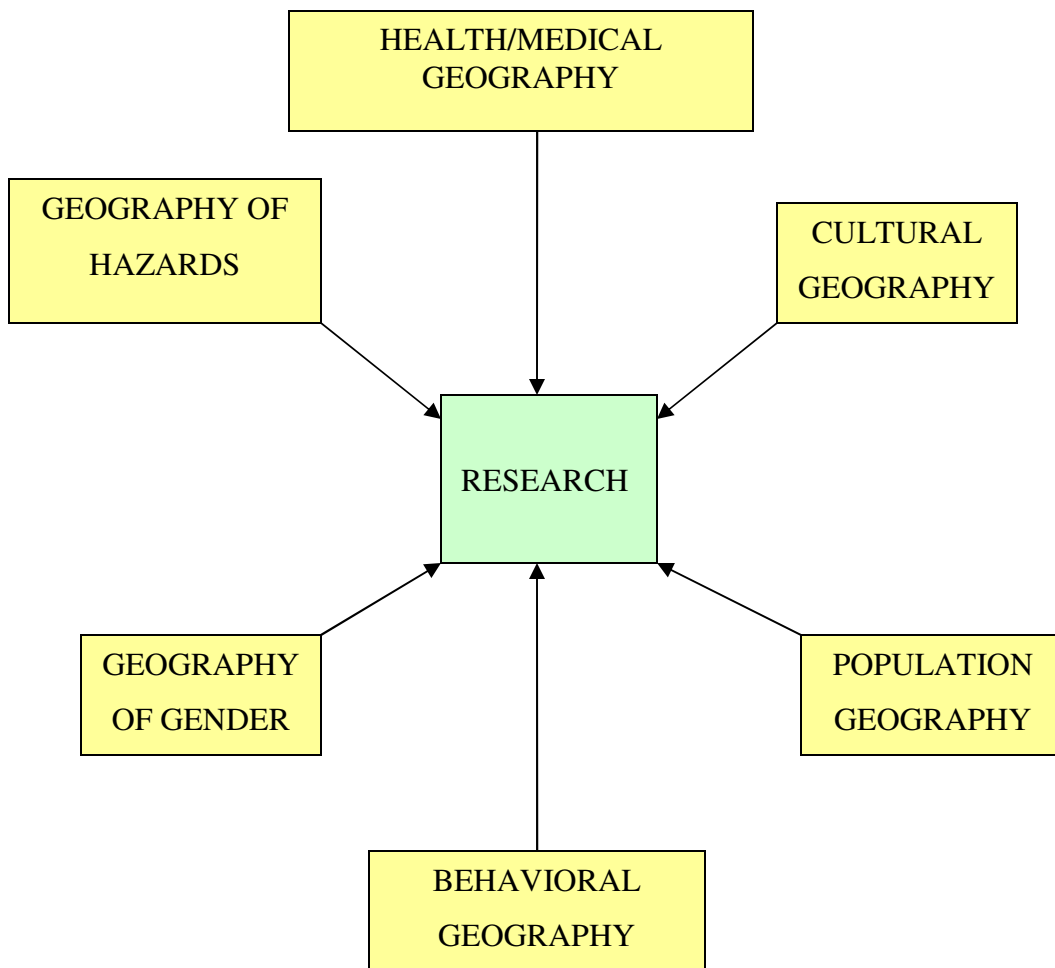 HEALTH/MEDICAL
GEOGRAPHY
GEOGRAPHY OF
HAZARDS
CULTURAL
GEOGRAPHY
RESEARCH
GEOGRAPHY
OF GENDER
POPULATION
GEOGRAPHY
BEHAVIORAL
GEOGRAPHY